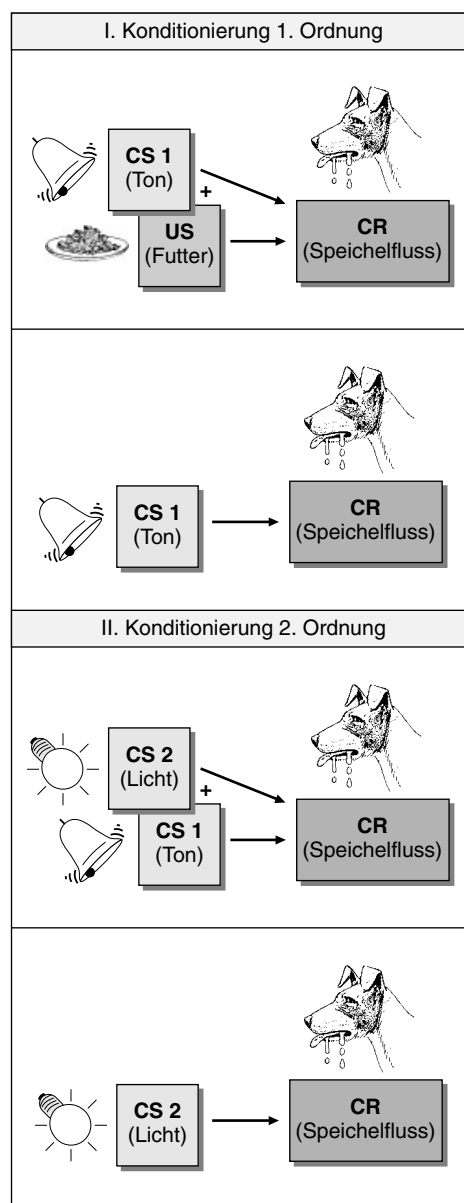 I. Konditionierung 1. Ordnung
CS 1
(Ton)
+
US
(Futter)
CR
(Speichelfluss)
CS 1
(Ton)
CR
(Speichelfluss)
II. Konditionierung 2. Ordnung
CS 2
(Licht)
+
CS 1
(Ton)
CR
(Speichelfluss)
CS 2
(Licht)
CR
(Speichelfluss)